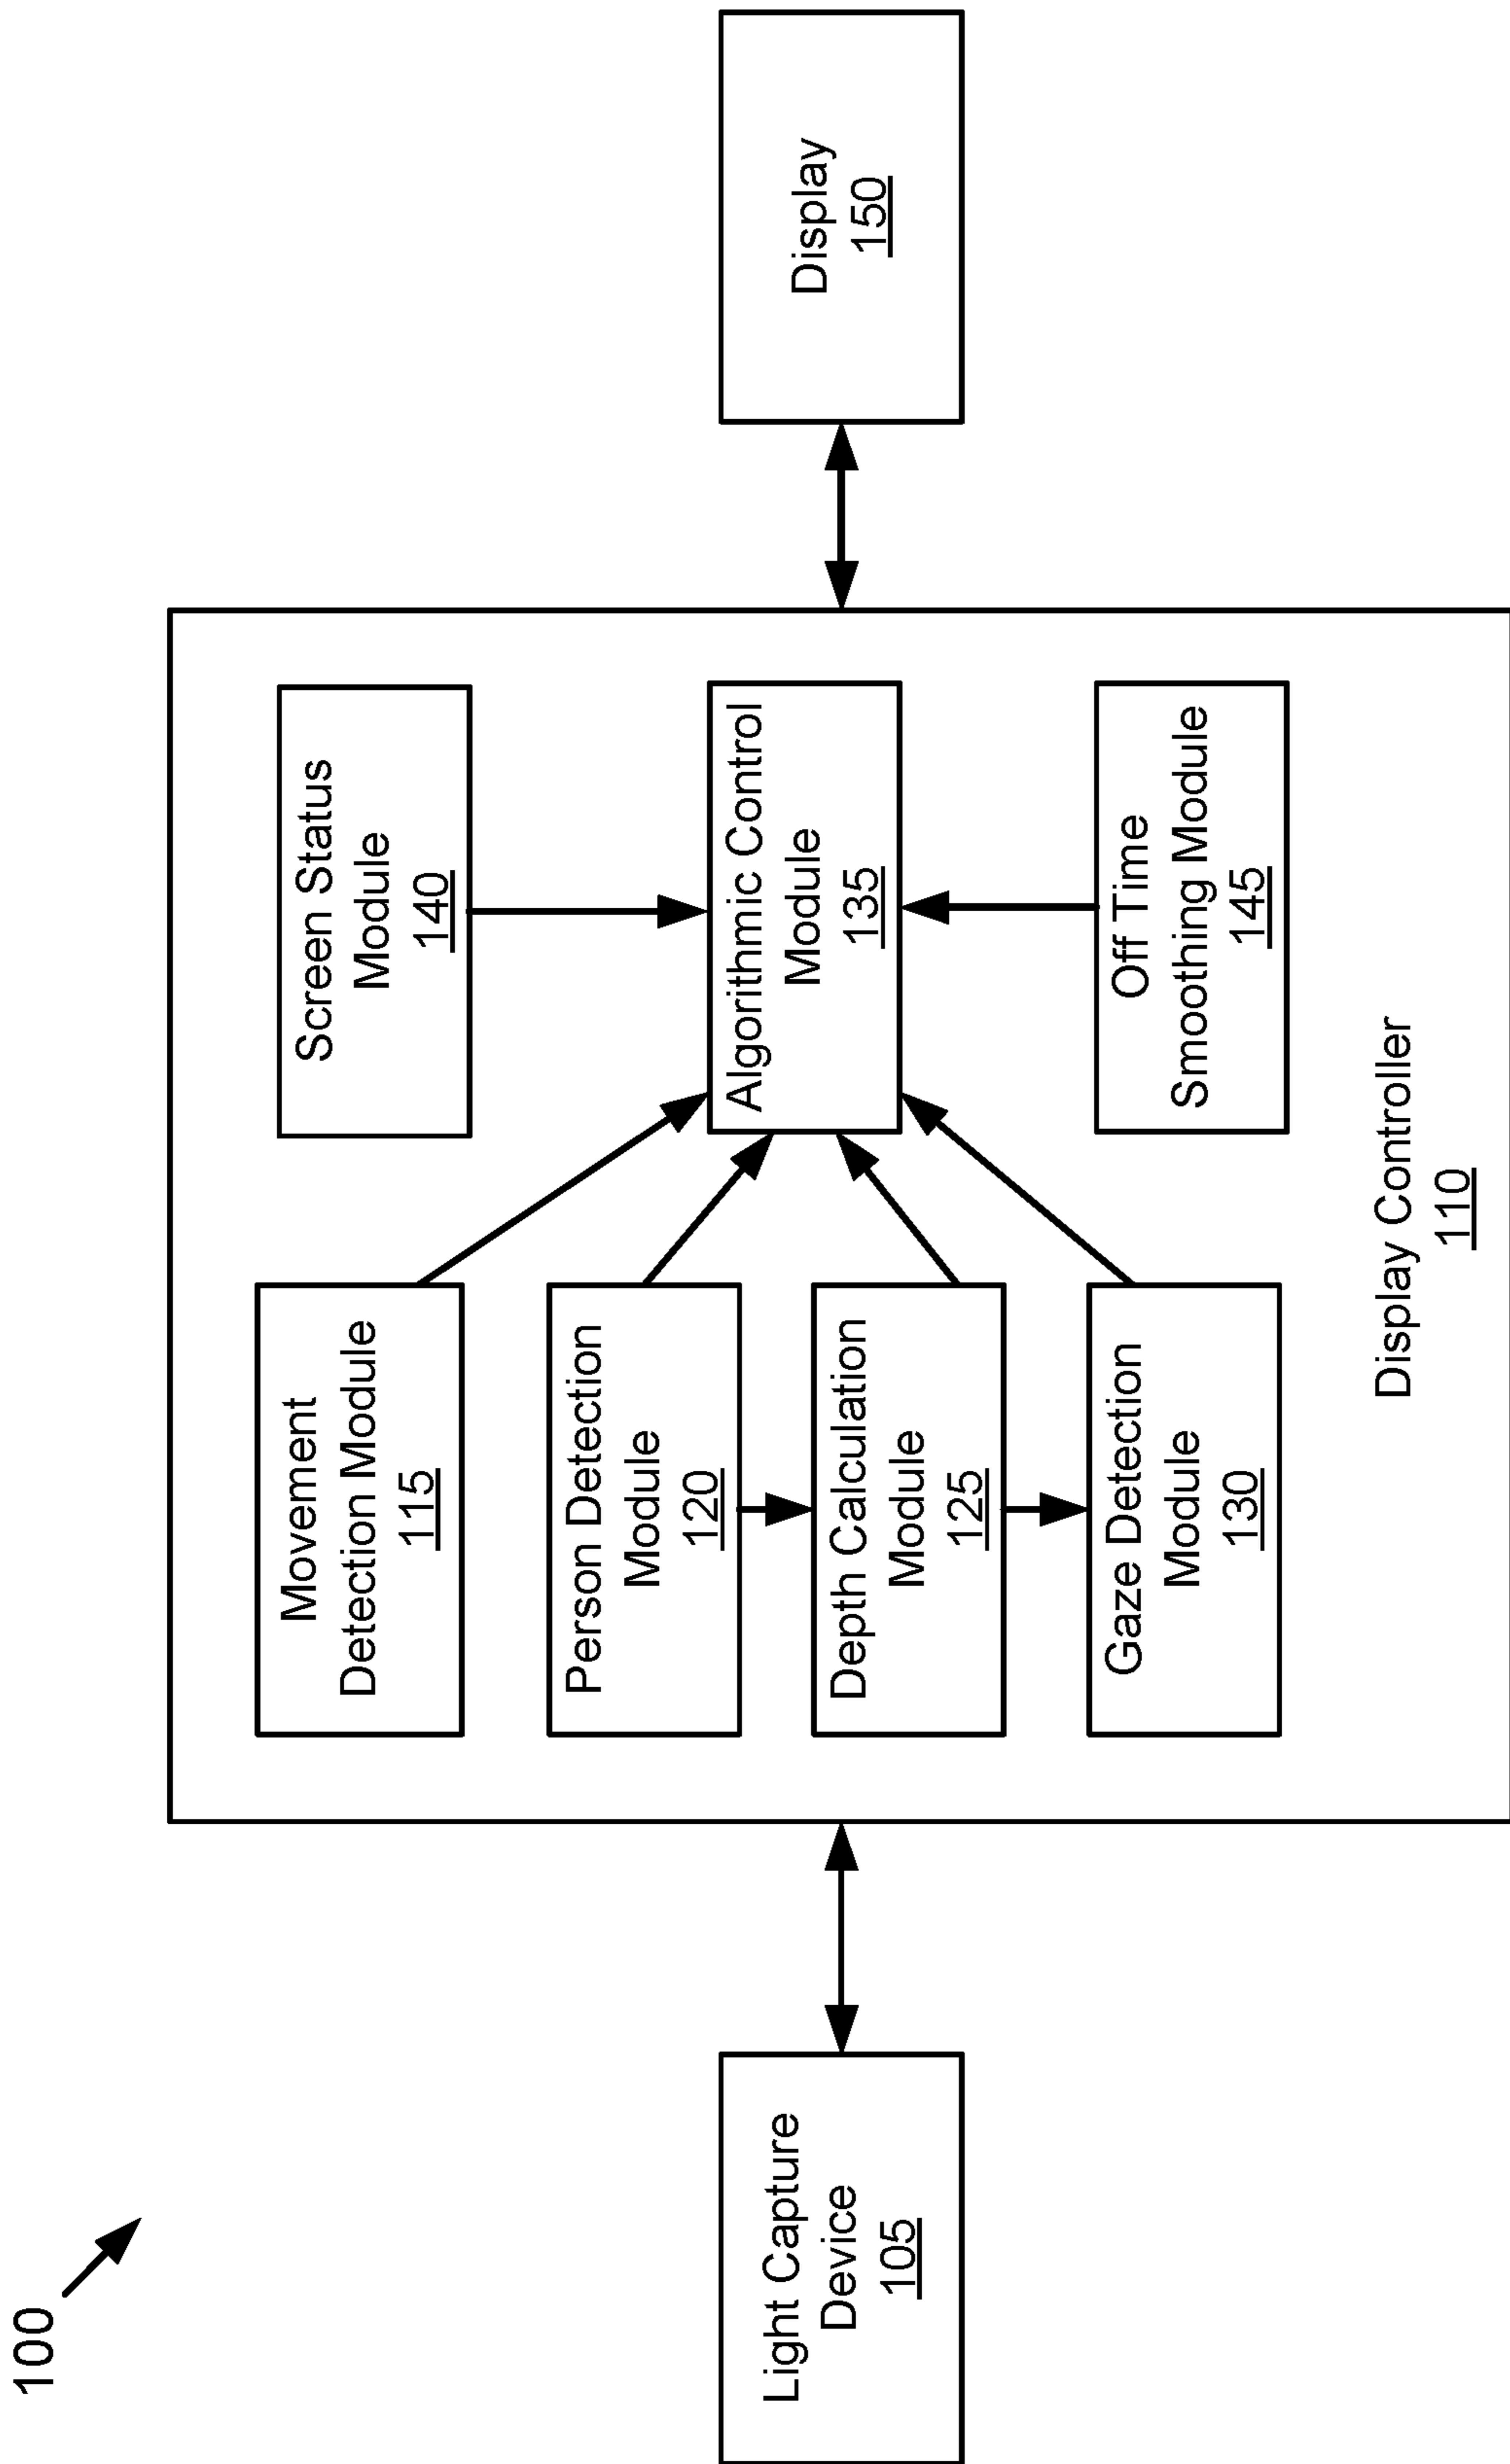 100
Light Capture
Device
105
Movement
Detection Module
115
Person Detection
Module
120
Depth Calculation
Module
125
Gaze Detection
Module
130
Screen Status
Module
140
Algorithmic Control
Module
135
Off Time
Smoothing Module
145
Display Controller
110
Display
150